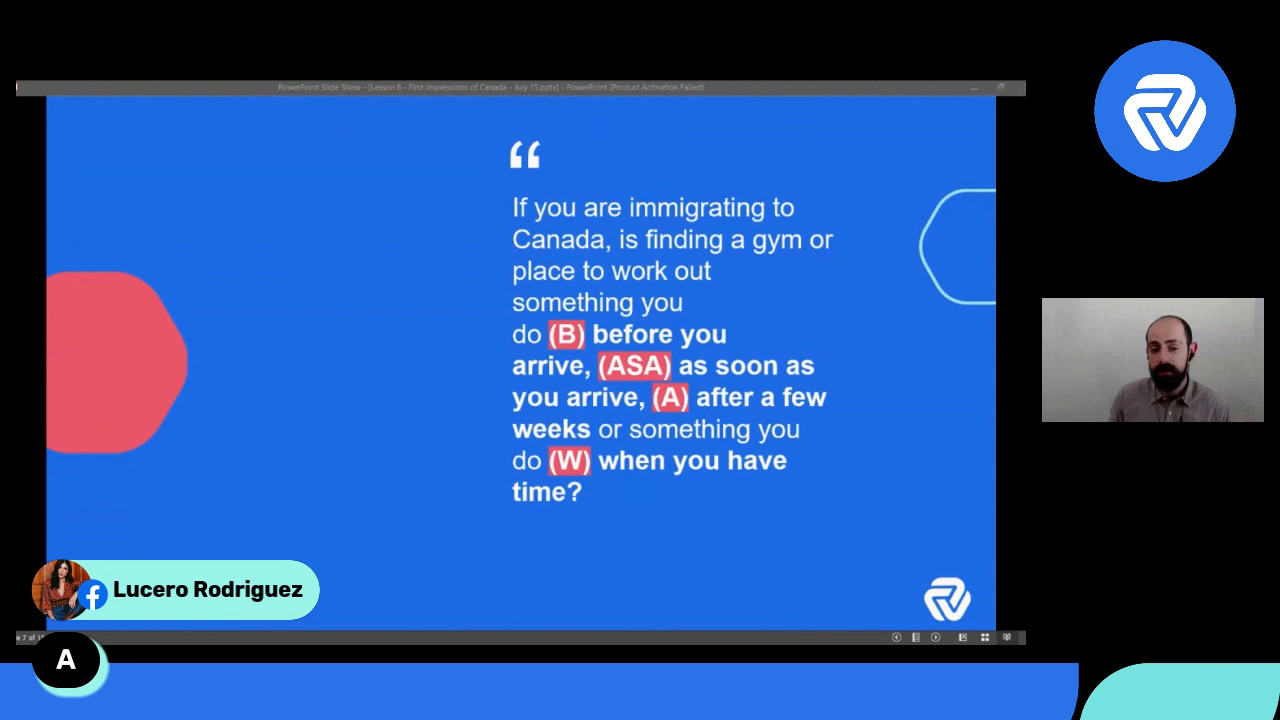 PowerPoint Slide Show - [Lesson 6 - First Impressions of Canada - July 15.pptx] - PowerPoint (Product Activation Failed)
“
If you are immigrating to
Canada, is finding a gym or
place to work out
something you
do (B) before you
arrive, (ASA) as soon as
you arrive, (A) after a few
weeks or something you
do (W) when you have
time?
Lucero Rodriguez
7 of
A